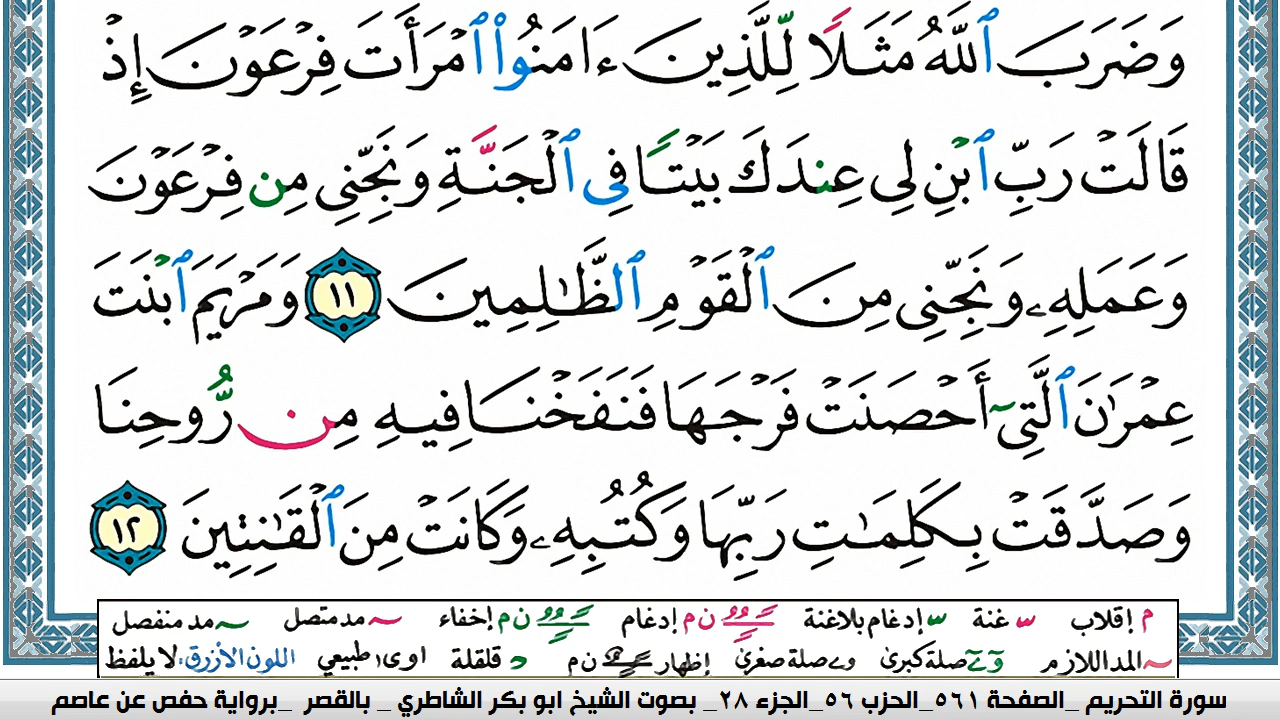 وَضَرَبَ ٱللَّهُ مَثَلًا لِّلَّذِينَ ءَامَنُوا۟ ٱمْرَأَتَ فِرْعَوْنَ إِذْ
قَالَتْ رَبِّ ٱبْنِ لِى عِندَكَ بَيْتًا فِى ٱلْجَنَّةِ وَنَجِّنِى مِن فِرْعَوْنَ
وَعَمَلِهِۦ وَنَجِّنِى مِنَ ٱلْقَوْمِ ٱلظَّـٰلِمِينَ ١١ وَمَرْيَمَ ٱبْنَتَ
عِمْرَٰنَ ٱلَّتِىٓ أَحْصَنَتْ فَرْجَهَا فَنَفَخْنَا فِيهِ مِن رُّوحِنَا
وَصَدَّقَتْ بِكَلِمَـٰتِ رَبِّهَا وَكُتُبِهِۦ وَكَانَتْ مِنَ ٱلْقَـٰنِتِينَ ١٢
م إقلاب غنة إدغام بلاغنة ن م إدغام ن م إخفاء مد متصل مد منفصل
المد اللازم صلة كبرى صلة صغرى إظهار ن م قلقلة اوى طبيعي اللون الأزرق: لا يلفظ
سورة التحريم _الصفحة ٥٦١_الحزب ٥٦_الجزء ٢٨_ بصوت الشيخ ابو بكر الشاطري _ بالقصر _برواية حفص عن عاصم